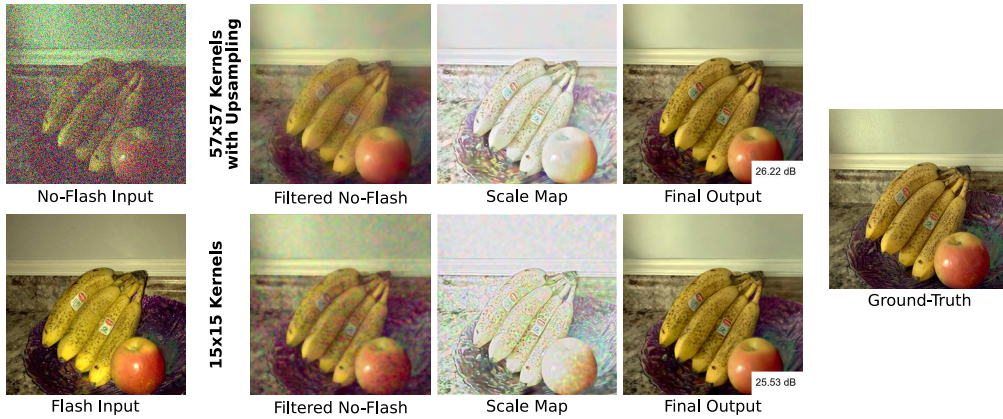 57x57 Kernels
with Upsampling
No-Flash Input
Filtered No-Flash
Scale Map
26.22 dB
Final Output
15x15 Kernels
Flash Input
Filtered No-Flash
Scale Map
25.53 dB
Final Output
Ground-Truth